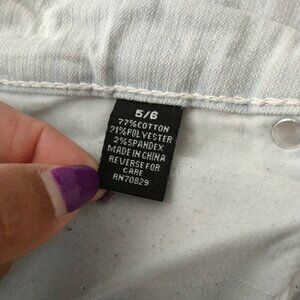 5/6
77%COTTON
21%POLYESTER
2%SPANDEX
MADE IN CHINA
REVERSE FOR
CARE
RN70829